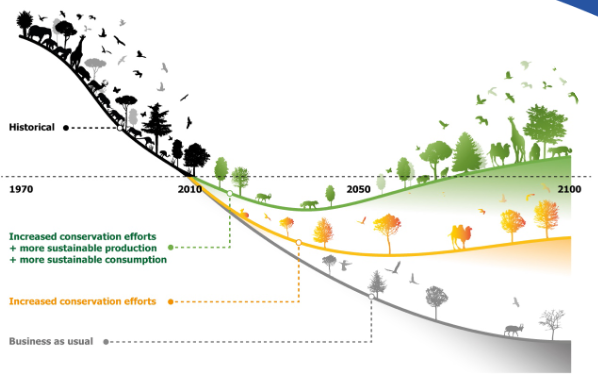 Historical
1970
2010
2050
2100
Increased conservation efforts
+ more sustainable production
+ more sustainable consumption
Increased conservation efforts
Business as usual